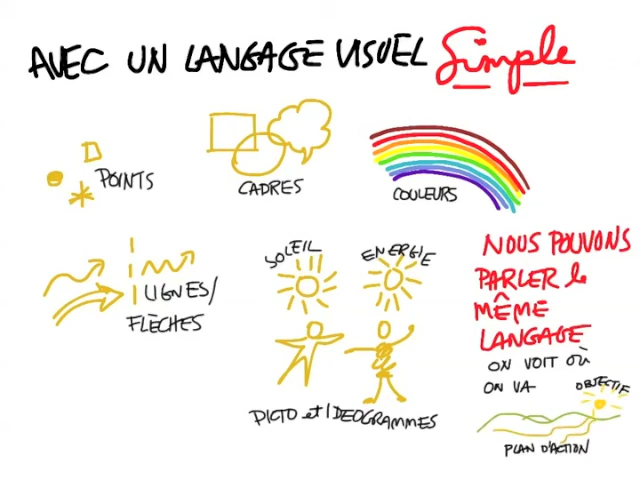 AVEC UN LANGAGE VISUEL Simple
POINTS
CADRES
COULEURS
LIGNES/
FLÈCHES
SOLEIL
ENERGIE
PICTO et IDEOGRAMMES
NOUS POUVONS
PARLER le
MÊME
LANGAGE
ON VOIT OÙ
ON VA
OBJECTIF
PLAN D'ACTION